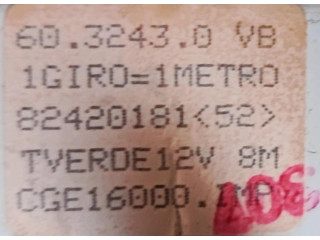 60.3243.0 VB
1GIRO=1METRO
82420181<52>
TVERDE12V 8M
CGE16000.IMP